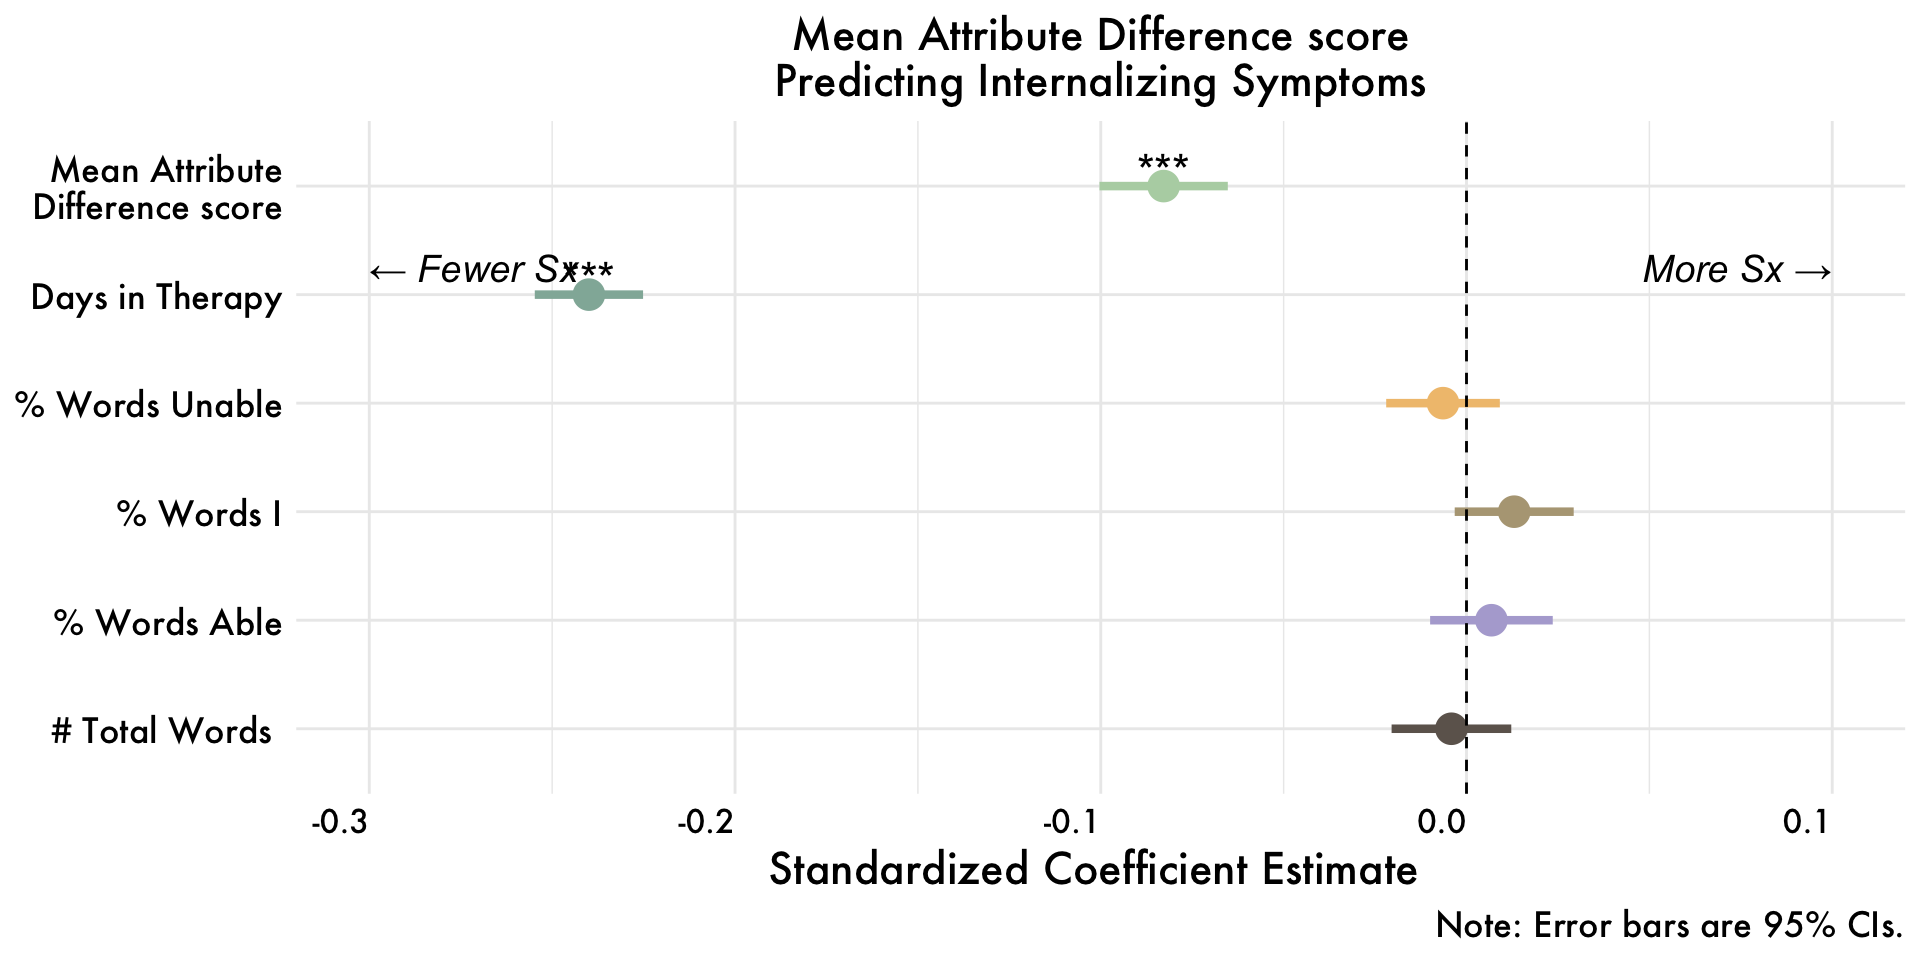 Mean Attribute Difference score
Predicting Internalizing Symptoms
Mean Attribute
Difference score
***
← Fewer Sx
***
More Sx →
Days in Therapy
% Words Unable
% Words I
% Words Able
# Total Words
-0.3 -0.2 -0.1 0.0 0.1
Standardized Coefficient Estimate
Note: Error bars are 95% CIs.